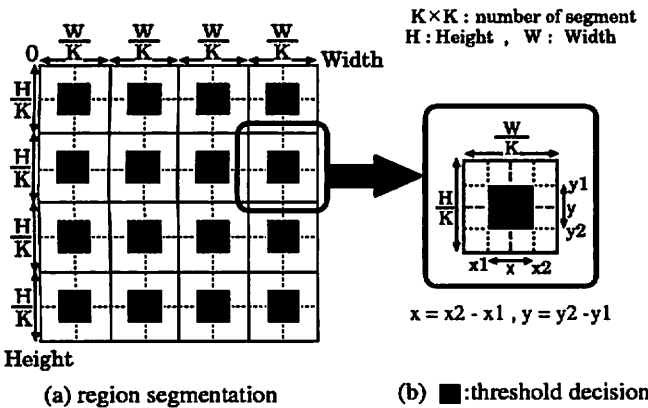 K×K : number of segment
H : Height , W : Width
W/K W/K W/K W/K
0 Width
H/K
H/K
H/K
H/K
Height
W/K
H/K
y1
y
y2
x1 x x2
x = x2 - x1 , y = y2 -y1
(a) region segmentation
(b) ■:threshold decision